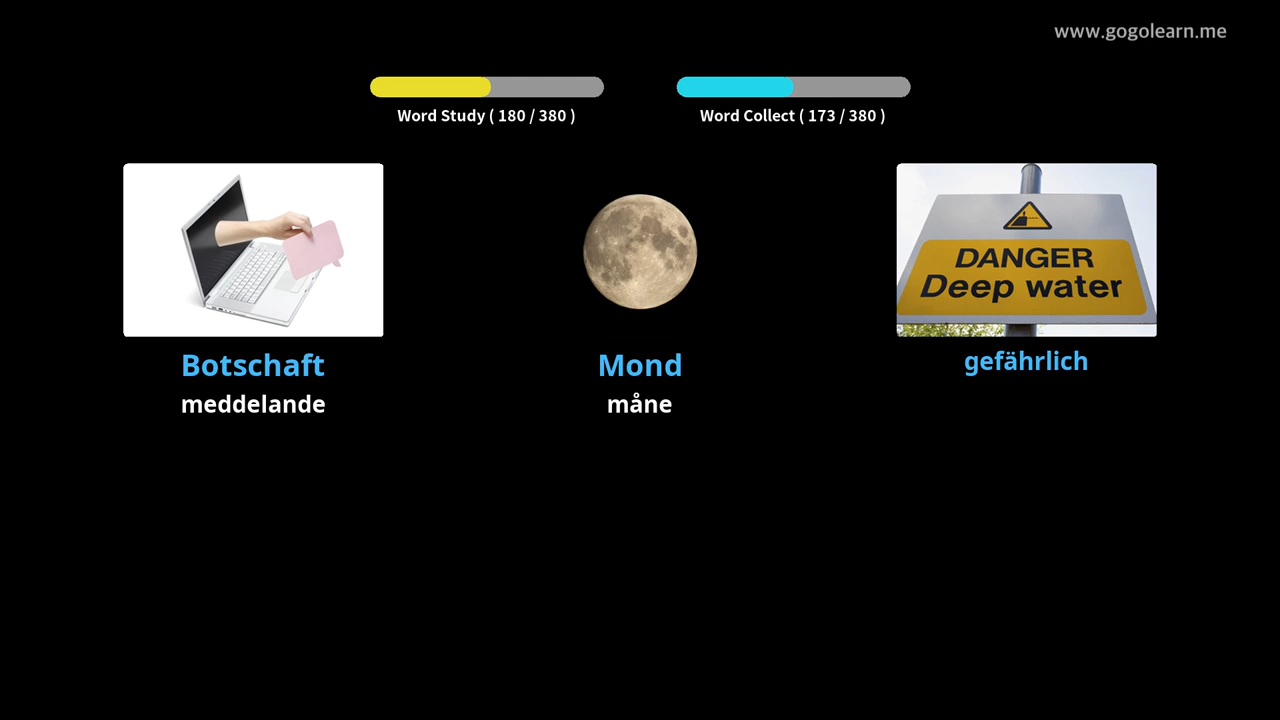 www.gogolearn.me
Word Study ( 180 / 380 )
Word Collect ( 173 / 380 )
DANGER
Deep water
Botschaft
Mond
gefährlich
meddelande
måne